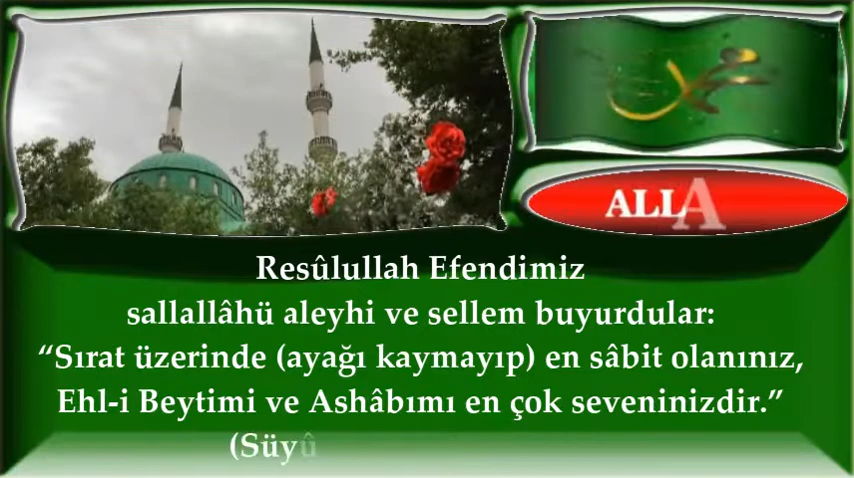 محمد
ALLA
Resûlullah Efendimiz
sallallâhü aleyhi ve sellem buyurdular:
“Sırat üzerinde (ayağı kaymayıp) en sâbit olanınız,
Ehl-i Beytimi ve Ashâbımı en çok seveninizdir.”
(Süyû